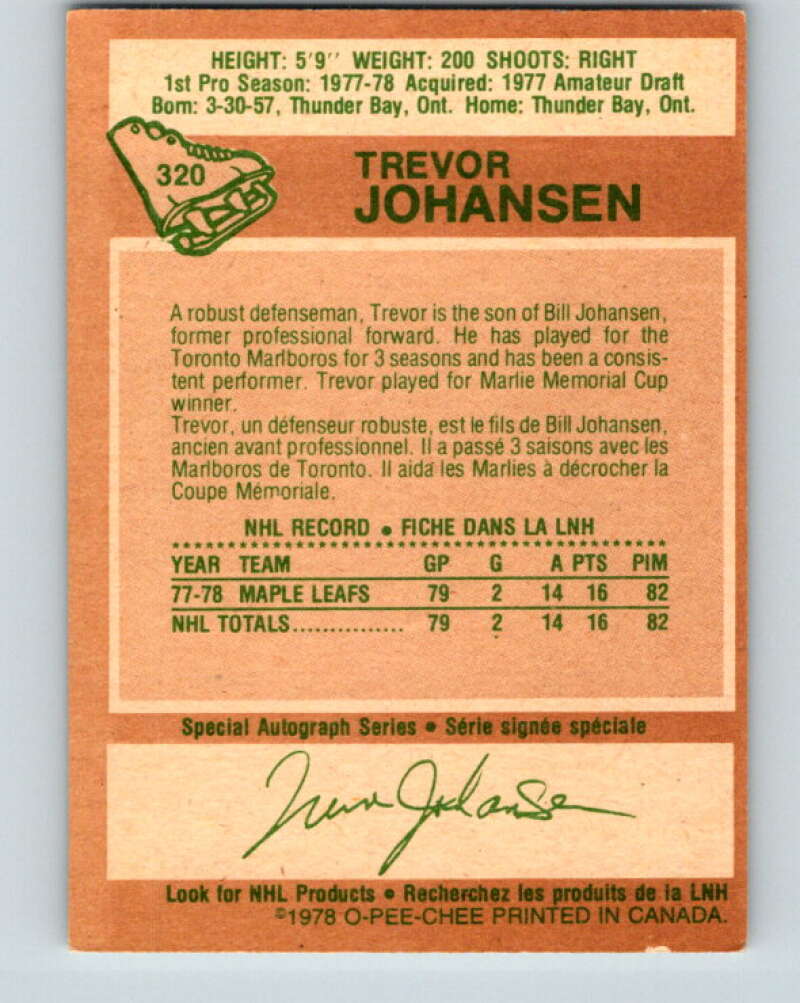 HEIGHT: 5'9" WEIGHT: 200 SHOOTS: RIGHT
1st Pro Season: 1977-78 Acquired: 1977 Amateur Draft
Born: 3-30-57, Thunder Bay, Ont. Home: Thunder Bay, Ont.
320
TREVOR
JOHANSEN
A robust defenseman, Trevor is the son of Bill Johansen,
former professional forward. He has played for the
Toronto Marlboros for 3 seasons and has been a consis-
tent performer. Trevor played for Marlie Memorial Cup
winner.
Trevor, un défenseur robuste, est le fils de Bill Johansen,
ancien avant professionnel. Il a passé 3 saisons avec les
Marlboros de Toronto. Il aida les Marlies à décrocher la
Coupe Mémoriale.
NHL RECORD • FICHE DANS LA LNH
YEAR TEAM GP G A PTS PIM
77-78 MAPLE LEAFS 79 2 14 16 82
NHL TOTALS............... 79 2 14 16 82
Special Autograph Series • Série signée spéciale
Trevor Johansen
Look for NHL Products • Recherchez les produits de la LNH
©1978 O-PEE-CHEE PRINTED IN CANADA.